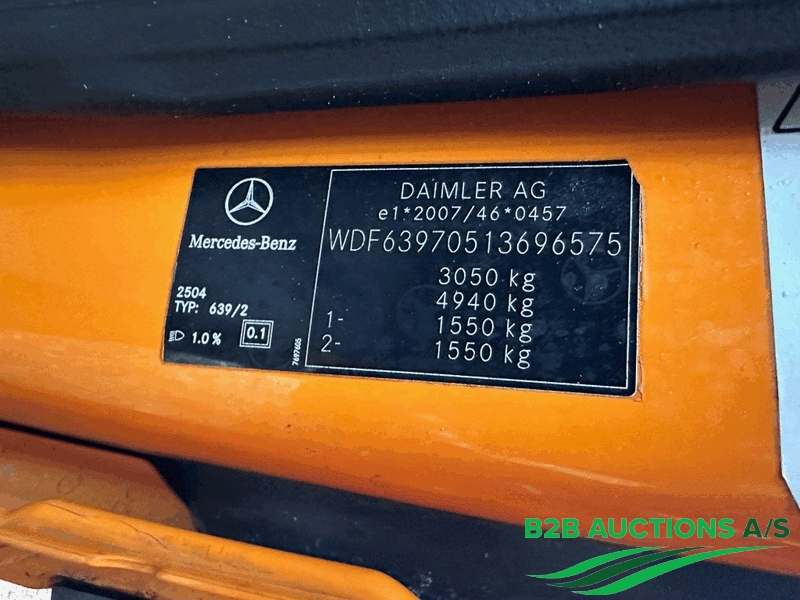 Mercedes-Benz
2504
TYP: 639/2
1.0 %
0.1
7697605
DAIMLER AG
e1*2007/46*0457
WDF63970513696575
3050 kg
4940 kg
1- 1550 kg
2- 1550 kg
B2B AUCTIONS A/S